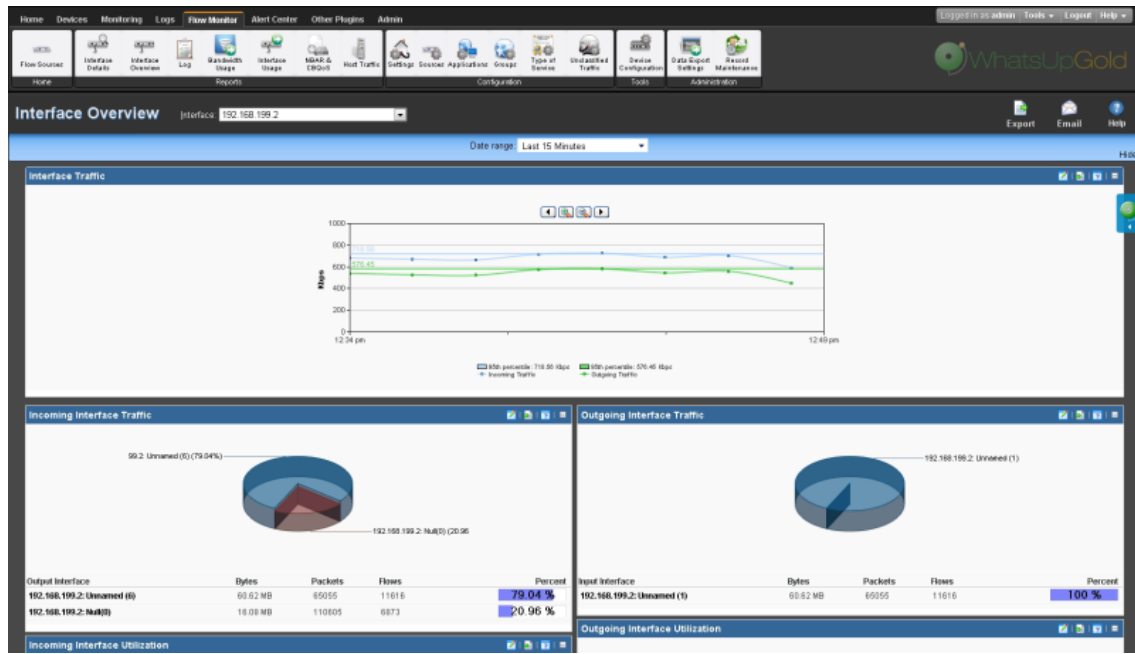 Home Devices Monitoring Logs Flow Monitor Alert Center Other Plugins Admin
Logged in as admin Tools Logout Help
Flow Sources Interface Details Interface Overview Log Bandwidth Usage Interface Usage NBAR & CBQoS Host Traffic Settings Sources Applications Groups Type of Service Unclassified Traffic Device Configuration Data Export Settings Record Maintenance
Home Reports Configuration Tools Administration
WhatsUpGold
Interface Overview Interface: 192.168.199.2
Export Email Help
Date range: Last 15 Minutes
Hide
Interface Traffic
1000
800
718.56
600
576.45
400
200
0
Kbps
12:34 pm 12:49 pm
95th percentile: 718.56 Kbps 95th percentile: 576.45 Kbps
Incoming Traffic Outgoing Traffic
Incoming Interface Traffic
99.2: Unnamed (6) (79.04%)
192.168.199.2: Null(0) (20.96
Output Interface Bytes Packets Flows Percent
192.168.199.2: Unnamed (6) 60.62 MB 65055 11616 79.04 %
192.168.199.2: Null(0) 16.08 MB 110805 6873 20.96 %
Incoming Interface Utilization
Outgoing Interface Traffic
192.168.199.2: Unnamed (1)
Input Interface Bytes Packets Flows Percent
192.168.199.2: Unnamed (1) 60.62 MB 65055 11616 100 %
Outgoing Interface Utilization